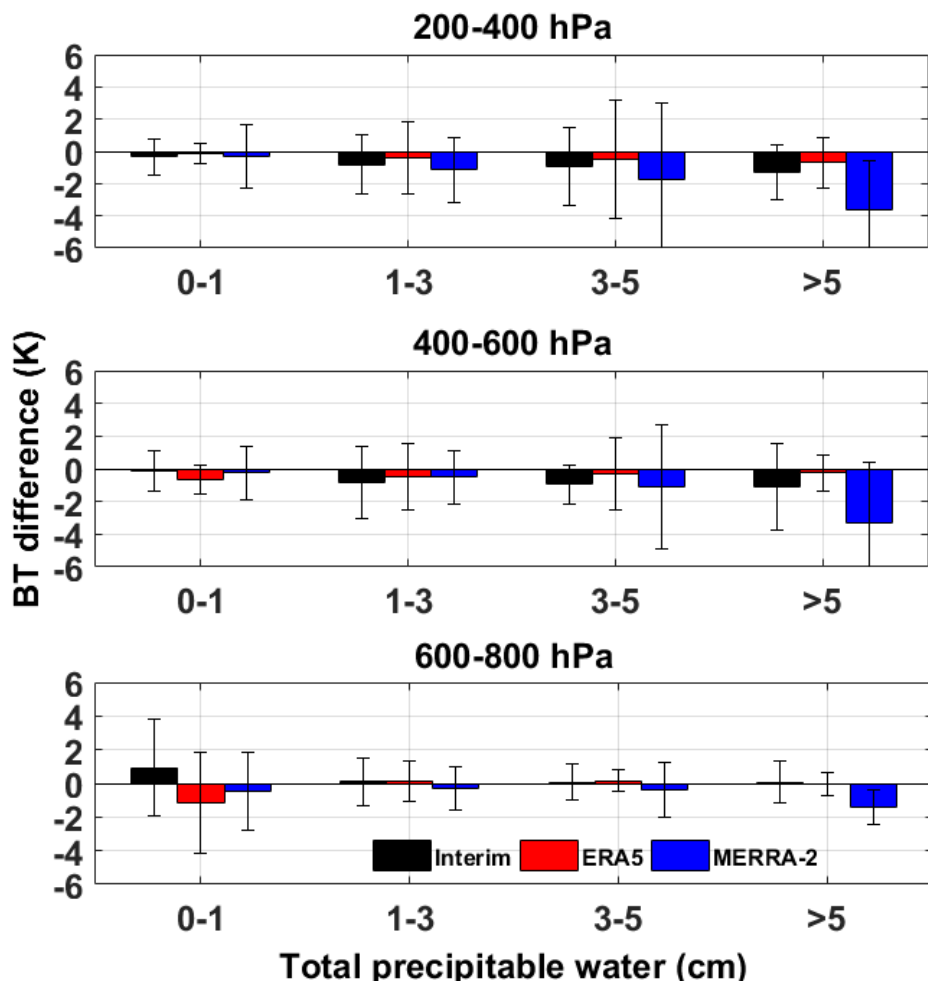 200-400 hPa
6
4
2
0
-2
-4
-6
0-1 1-3 3-5 >5
400-600 hPa
BT difference (K)
6
4
2
0
-2
-4
-6
0-1 1-3 3-5 >5
600-800 hPa
6
4
2
0
-2
-4
-6
Interim ERA5 MERRA-2
0-1 1-3 3-5 >5
Total precipitable water (cm)